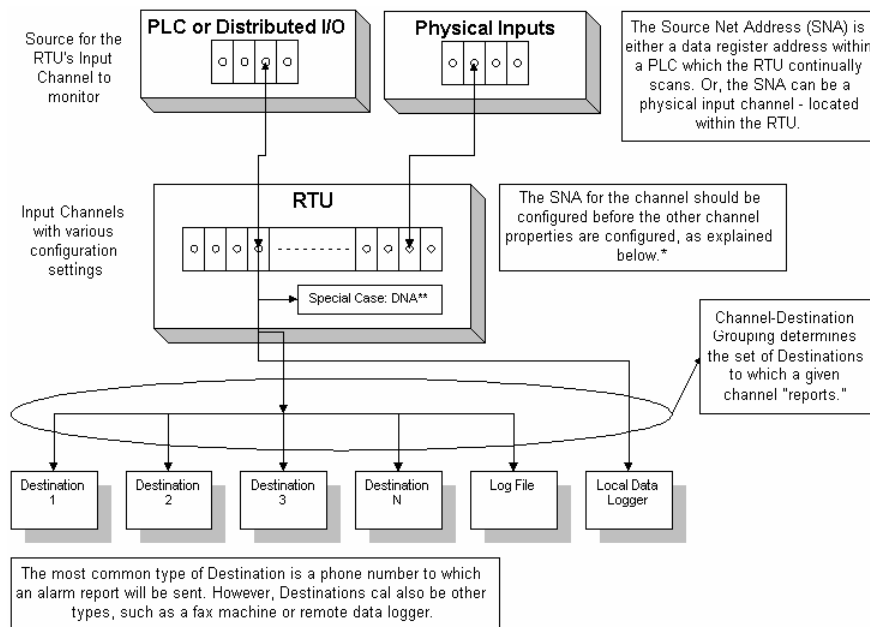 Source for the
RTU's Input
Channel to
monitor
PLC or Distributed I/O
Physical Inputs
The Source Net Address (SNA) is
either a data register address within
a PLC which the RTU continually
scans. Or, the SNA can be a
physical input channel - located
within the RTU.
Input Channels
with various
configuration
settings
RTU
Special Case: DNA**
The SNA for the channel should be
configured before the other channel
properties are configured, as explained
below.*
Channel-Destination
Grouping determines
the set of Destinations
to which a given
channel "reports."
Destination
1
Destination
2
Destination
3
Destination
N
Log File
Local Data
Logger
The most common type of Destination is a phone number to which
an alarm report will be sent. However, Destinations cal also be other
types, such as a fax machine or remote data logger.